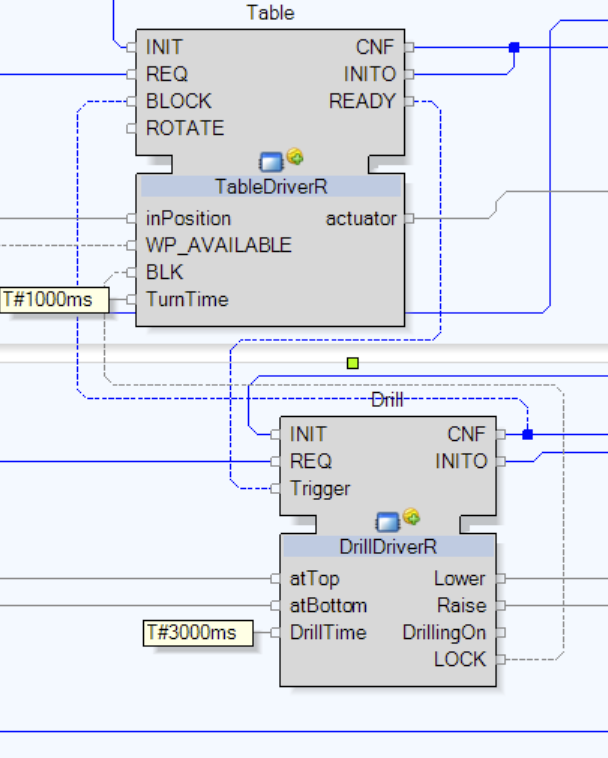 Table
INIT CNF
REQ INITO
BLOCK READY
ROTATE
TableDriverR
inPosition actuator
WP_AVAILABLE
BLK
T#1000ms TurnTime
Drill
INIT CNF
REQ INITO
Trigger
DrillDriverR
atTop Lower
atBottom Raise
T#3000ms DrillTime DrillingOn
LOCK